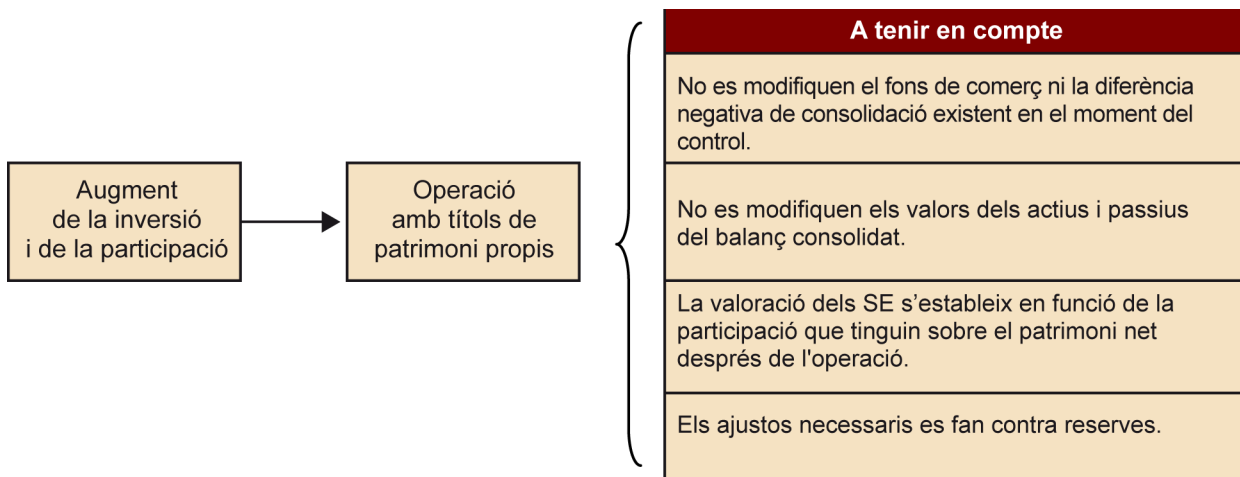 Augment
de la inversió
i de la participació
Operació
amb títols de
patrimoni propis
A tenir en compte
No es modifiquen el fons de comerç ni la diferència
negativa de consolidació existent en el moment del
control.
No es modifiquen els valors dels actius i passius
del balanç consolidat.
La valoració dels SE s’estableix en funció de la
participació que tinguin sobre el patrimoni net
després de l'operació.
Els ajustos necessaris es fan contra reserves.